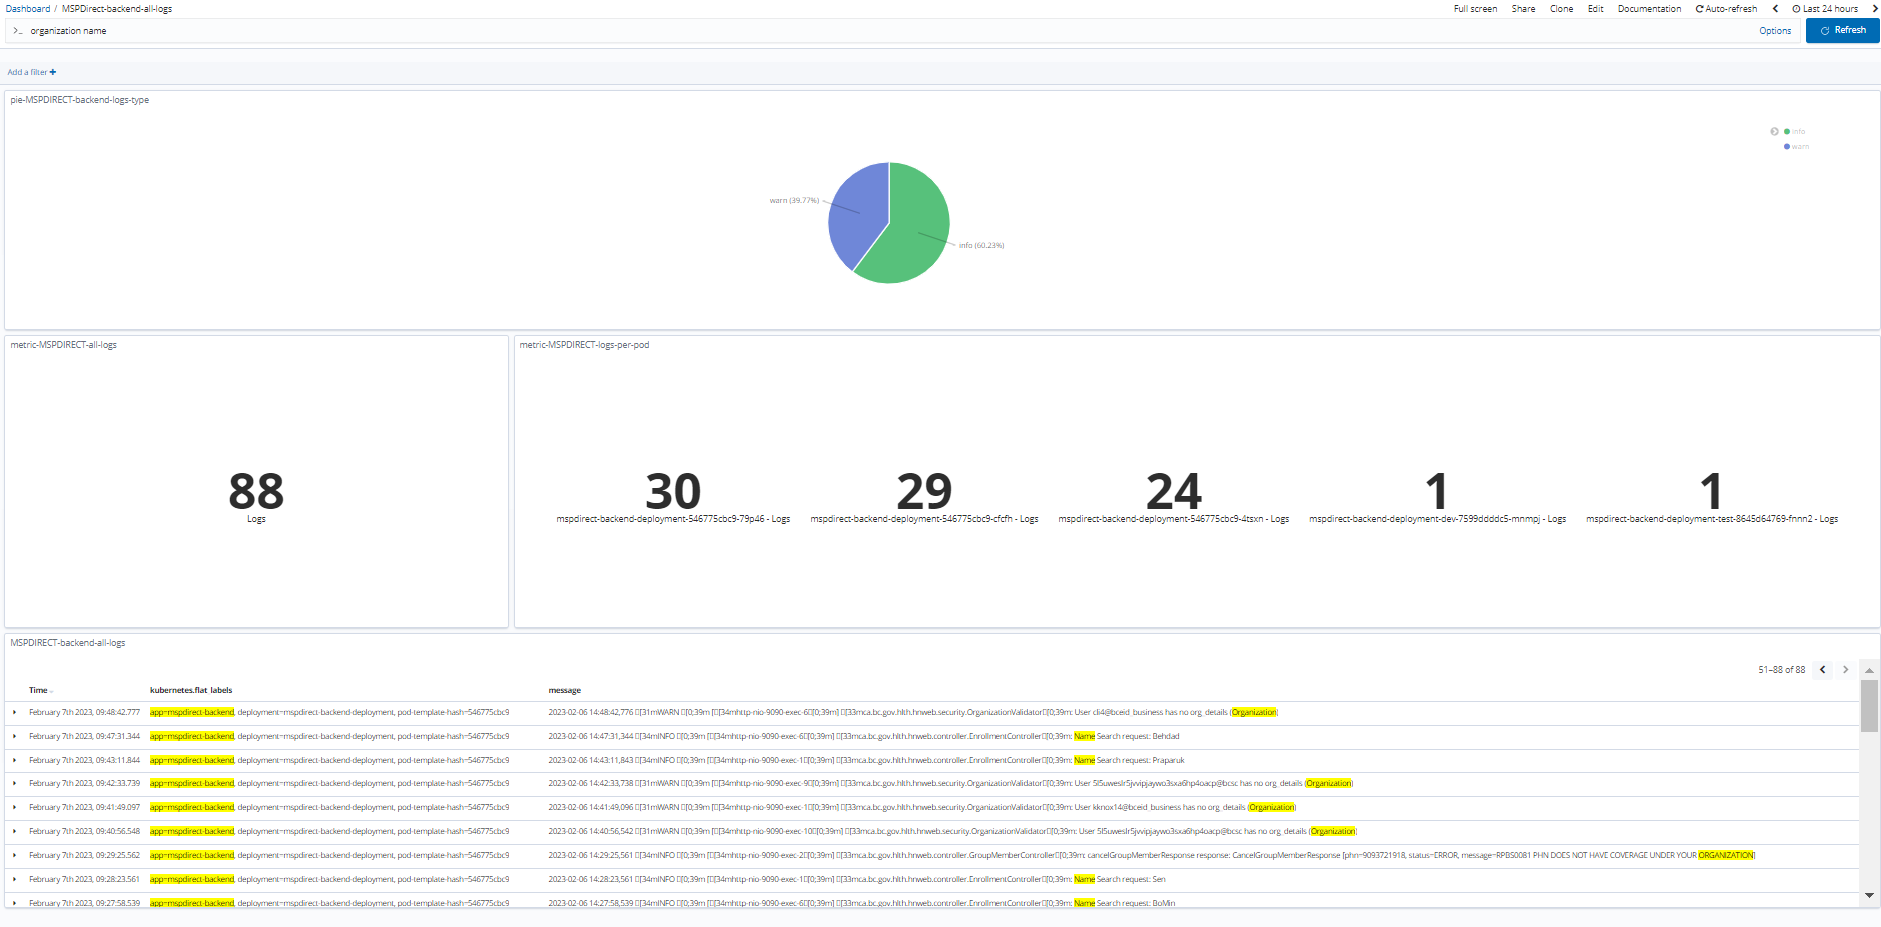 Dashboard / MSPDirect-backend-all-logs Full screen Share Clone Edit Documentation Auto-refresh Last 24 hours
>_ organization name Options Refresh
Add a filter +
pie-MSPDIRECT-backend-logs-type
info
warn
warn (39.77%)
info (60.23%)
metric-MSPDIRECT-all-logs
88
Logs
metric-MSPDIRECT-logs-per-pod
30 29 24 1 1
mspdirect-backend-deployment-546775cbc9-79p46 - Logs mspdirect-backend-deployment-546775cbc9-cfcfh - Logs mspdirect-backend-deployment-546775cbc9-4tsxn - Logs mspdirect-backend-deployment-dev-7599ddddc5-mnmpj - Logs mspdirect-backend-deployment-test-8645d64769-fnnn2 - Logs
MSPDIRECT-backend-all-logs
51–88 of 88
Time kubernetes.flat_labels message
February 7th 2023, 09:48:42.777 app=mspdirect-backend, deployment=mspdirect-backend-deployment, pod-template-hash=546775cbc9 2023-02-06 14:48:42,776 [31mWARN [0;39m [[34mhttp-nio-9090-exec-6[0;39m] [33mca.bc.gov.hlth.hnweb.security.OrganizationValidator[0;39m: User cli4@bceid_business has no org_details (Organization)
February 7th 2023, 09:47:31.344 app=mspdirect-backend, deployment=mspdirect-backend-deployment, pod-template-hash=546775cbc9 2023-02-06 14:47:31,344 [34mINFO [0;39m [[34mhttp-nio-9090-exec-6[0;39m] [33mca.bc.gov.hlth.hnweb.controller.EnrollmentController[0;39m: Name Search request: Behdad
February 7th 2023, 09:43:11.844 app=mspdirect-backend, deployment=mspdirect-backend-deployment, pod-template-hash=546775cbc9 2023-02-06 14:43:11,843 [34mINFO [0;39m [[34mhttp-nio-9090-exec-1[0;39m] [33mca.bc.gov.hlth.hnweb.controller.EnrollmentController[0;39m: Name Search request: Praparuk
February 7th 2023, 09:42:33.739 app=mspdirect-backend, deployment=mspdirect-backend-deployment, pod-template-hash=546775cbc9 2023-02-06 14:42:33,738 [31mWARN [0;39m [[34mhttp-nio-9090-exec-9[0;39m] [33mca.bc.gov.hlth.hnweb.security.OrganizationValidator[0;39m: User 5l5uweslr5jvvipjaywo3sxa6hp4oacp@bcsc has no org_details (Organization)
February 7th 2023, 09:41:49.097 app=mspdirect-backend, deployment=mspdirect-backend-deployment, pod-template-hash=546775cbc9 2023-02-06 14:41:49,096 [31mWARN [0;39m [[34mhttp-nio-9090-exec-1[0;39m] [33mca.bc.gov.hlth.hnweb.security.OrganizationValidator[0;39m: User kknox14@bceid_business has no org_details (Organization)
February 7th 2023, 09:40:56.548 app=mspdirect-backend, deployment=mspdirect-backend-deployment, pod-template-hash=546775cbc9 2023-02-06 14:40:56,542 [31mWARN [0;39m [[34mhttp-nio-9090-exec-10[0;39m] [33mca.bc.gov.hlth.hnweb.security.OrganizationValidator[0;39m: User 5l5uweslr5jvvipjaywo3sxa6hp4oacp@bcsc has no org_details (Organization)
February 7th 2023, 09:29:25.562 app=mspdirect-backend, deployment=mspdirect-backend-deployment, pod-template-hash=546775cbc9 2023-02-06 14:29:25,561 [34mINFO [0;39m [[34mhttp-nio-9090-exec-2[0;39m] [33mca.bc.gov.hlth.hnweb.controller.GroupMemberController[0;39m: cancelGroupMemberResponse response: CancelGroupMemberResponse [phn=9093721918, status=ERROR, message=RPBS0081 PHN DOES NOT HAVE COVERAGE UNDER YOUR ORGANIZATION]
February 7th 2023, 09:28:23.561 app=mspdirect-backend, deployment=mspdirect-backend-deployment, pod-template-hash=546775cbc9 2023-02-06 14:28:23,561 [34mINFO [0;39m [[34mhttp-nio-9090-exec-1[0;39m] [33mca.bc.gov.hlth.hnweb.controller.EnrollmentController[0;39m: Name Search request: Sen
February 7th 2023, 09:27:58.539 app=mspdirect-backend, deployment=mspdirect-backend-deployment, pod-template-hash=546775cbc9 2023-02-06 14:27:58,539 [34mINFO [0;39m [[34mhttp-nio-9090-exec-6[0;39m] [33mca.bc.gov.hlth.hnweb.controller.EnrollmentController[0;39m: Name Search request: BoMin